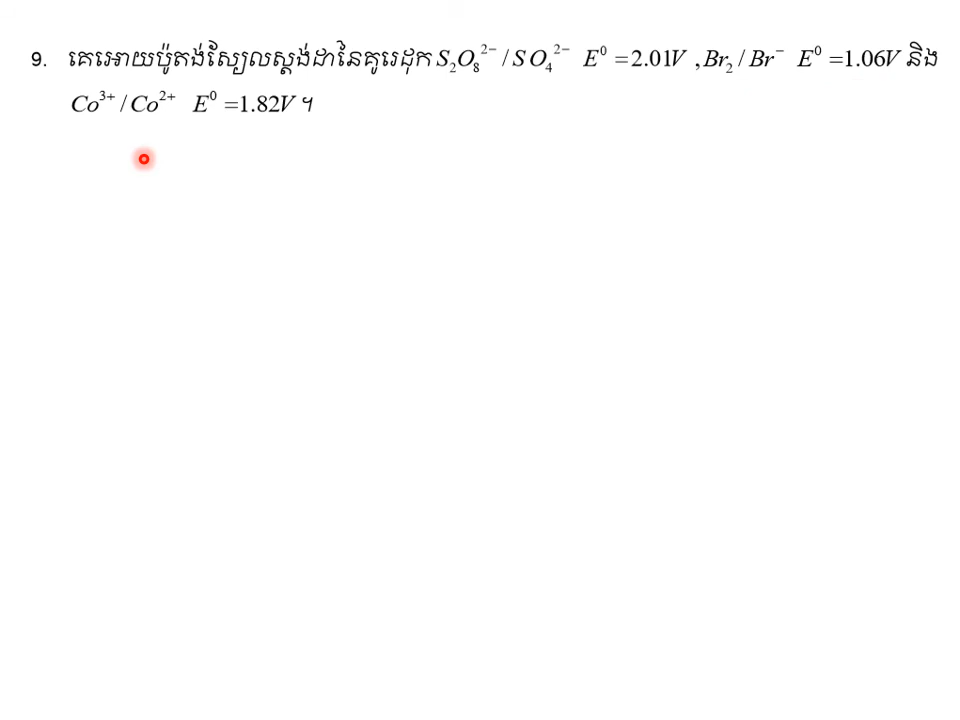 9. គេអោយប៉ូតង់ស្យែលស្តង់ដានៃគូរេដុក S₂O₈²⁻ / SO₄²⁻ E⁰ =2.01V , Br₂ / Br⁻ E⁰ =1.06V និង
Co³⁺ / Co²⁺ E⁰ =1.82V ។